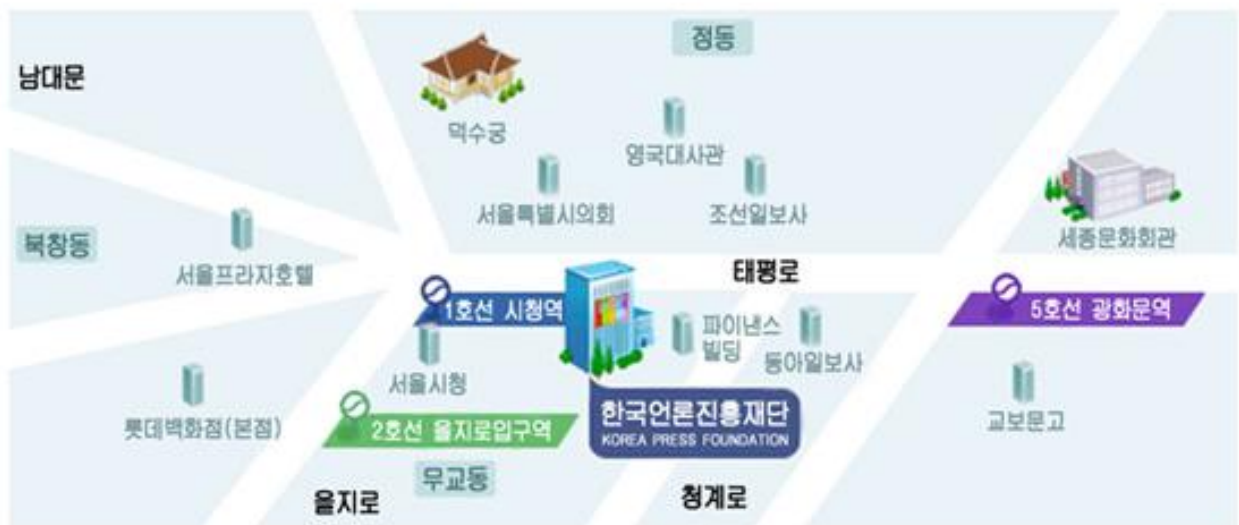 정동
남대문
덕수궁
영국대사관
서울특별시의회
조선일보사
북창동
세종문화회관
서울프라자호텔
태평로
1호선 시청역
5호선 광화문역
파이낸스
빌딩
동아일보사
서울시청
롯데백화점(본점)
2호선 을지로입구역
한국언론진흥재단
KOREA PRESS FOUNDATION
교보문고
무교동
을지로
청계로